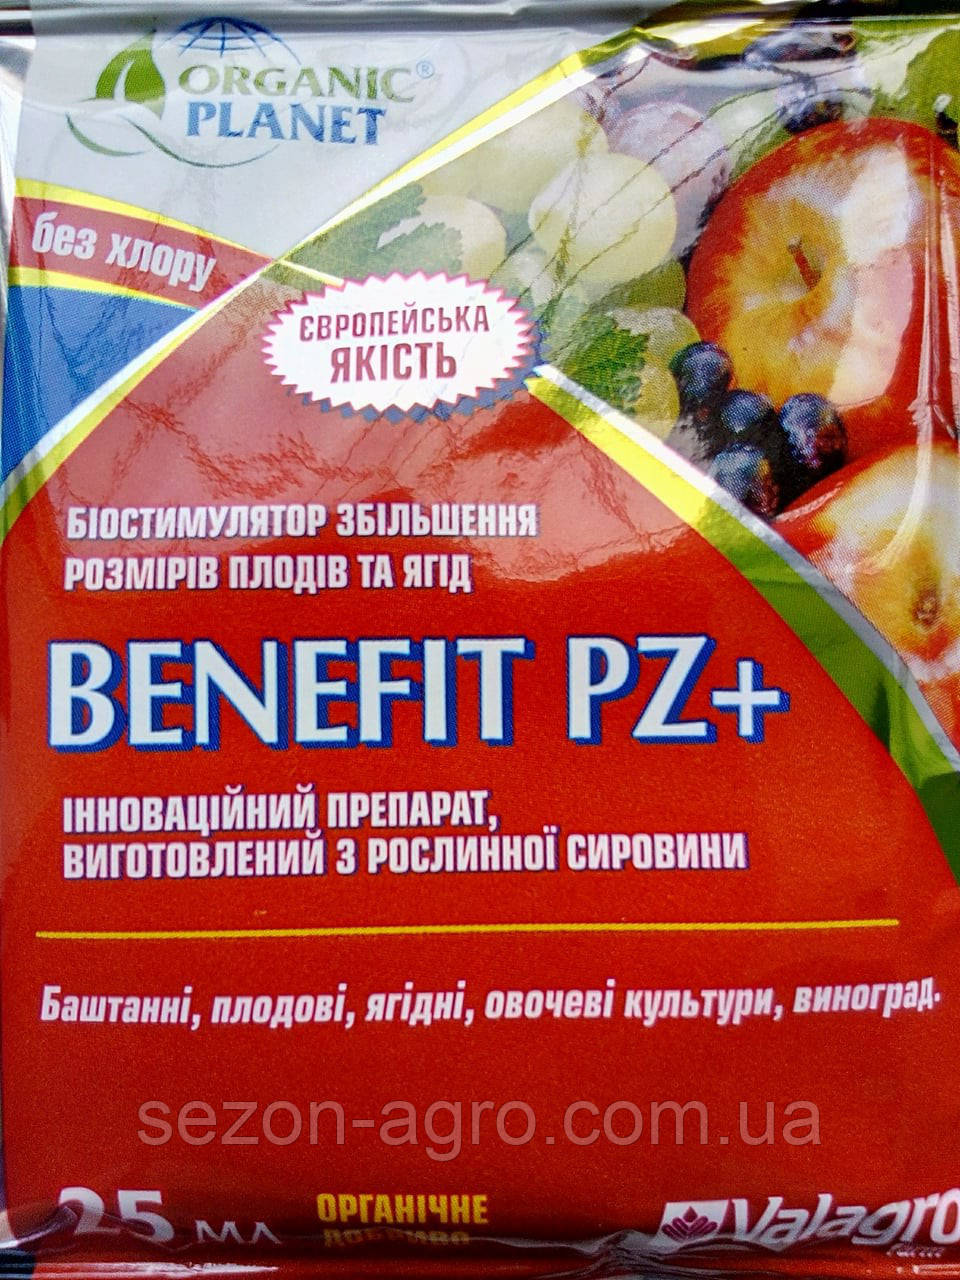 ORGANIC®
PLANET
без хлору
ЄВРОПЕЙСЬКА
ЯКІСТЬ
БІОСТИМУЛЯТОР ЗБІЛЬШЕННЯ
РОЗМІРІВ ПЛОДІВ ТА ЯГІД
BENEFIT PZ+
ІННОВАЦІЙНИЙ ПРЕПАРАТ,
ВИГОТОВЛЕНИЙ З РОСЛИННОЇ СИРОВИНИ
Баштанні, плодові, ягідні, овочеві культури, виноград.
sezon-agro.com.ua
25 МЛ
ОРГАНІЧНЕ
ДОБРИВО
Valagro